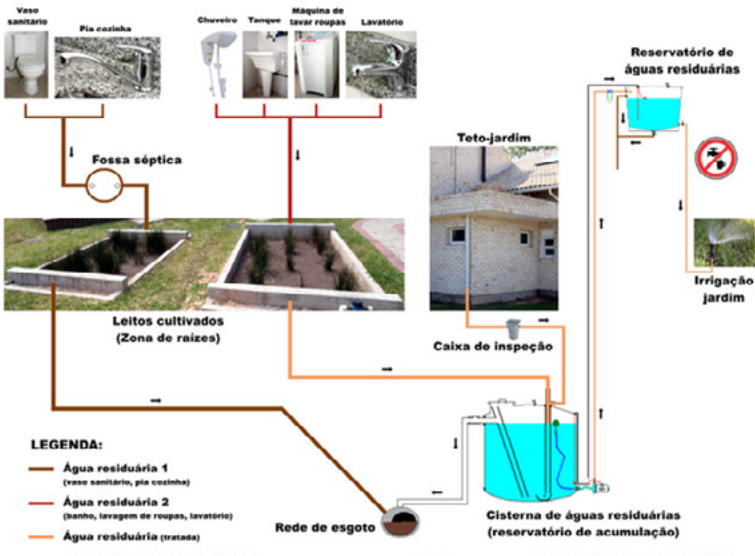 Vaso
sanitário
Pia cozinha
Chuveiro
Tanque
Máquina de
lavar roupas
Lavatório
Fossa séptica
Teto-jardim
Reservatório de
águas residuárias
Irrigação
jardim
Leitos cultivados
(Zona de raízes)
Caixa de inspeção
LEGENDA:
Água residuária 1
(vaso sanitário, pia cozinha)
Água residuária 2
(banho, lavagem de roupas, lavatório)
Água residuária (tratada)
Rede de esgoto
Cisterna de águas residuárias
(reservatório de acumulação)